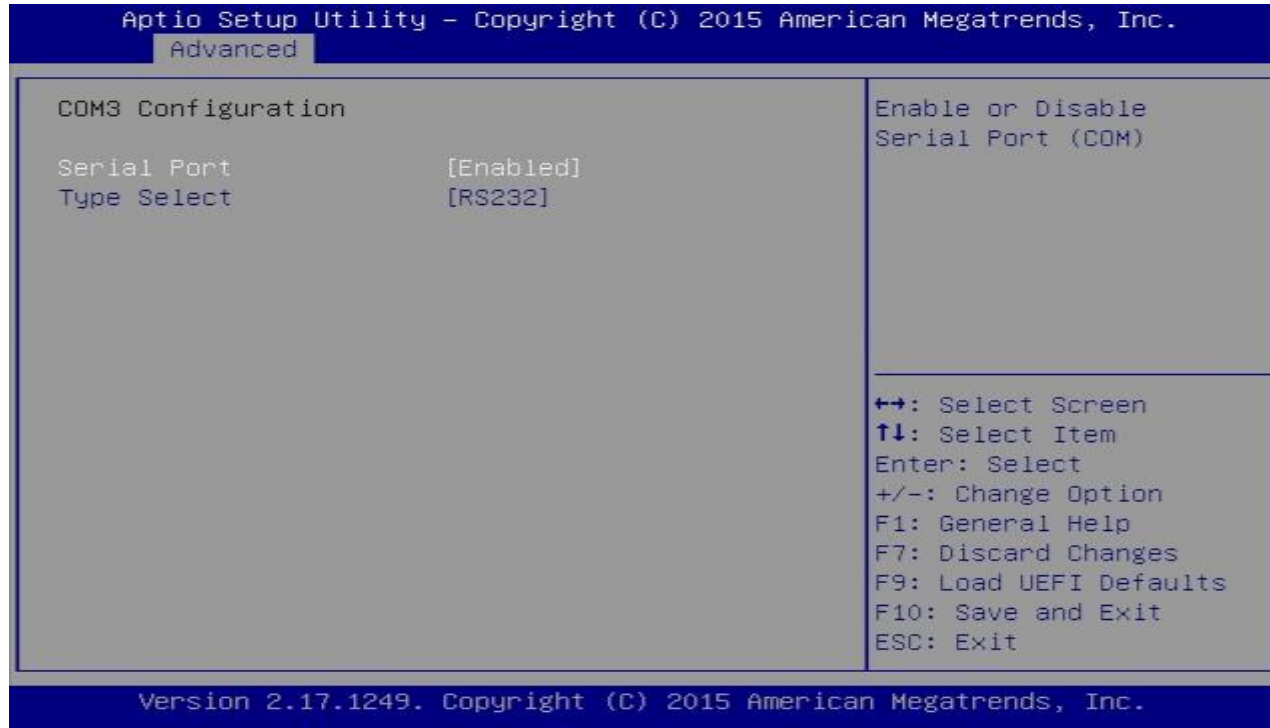 Aptio Setup Utility – Copyright (C) 2015 American Megatrends, Inc.
Advanced
COM3 Configuration
Serial Port [Enabled]
Type Select [RS232]
Enable or Disable
Serial Port (COM)
←→: Select Screen
↑↓: Select Item
Enter: Select
+/-: Change Option
F1: General Help
F7: Discard Changes
F9: Load UEFI Defaults
F10: Save and Exit
ESC: Exit
Version 2.17.1249. Copyright (C) 2015 American Megatrends, Inc.